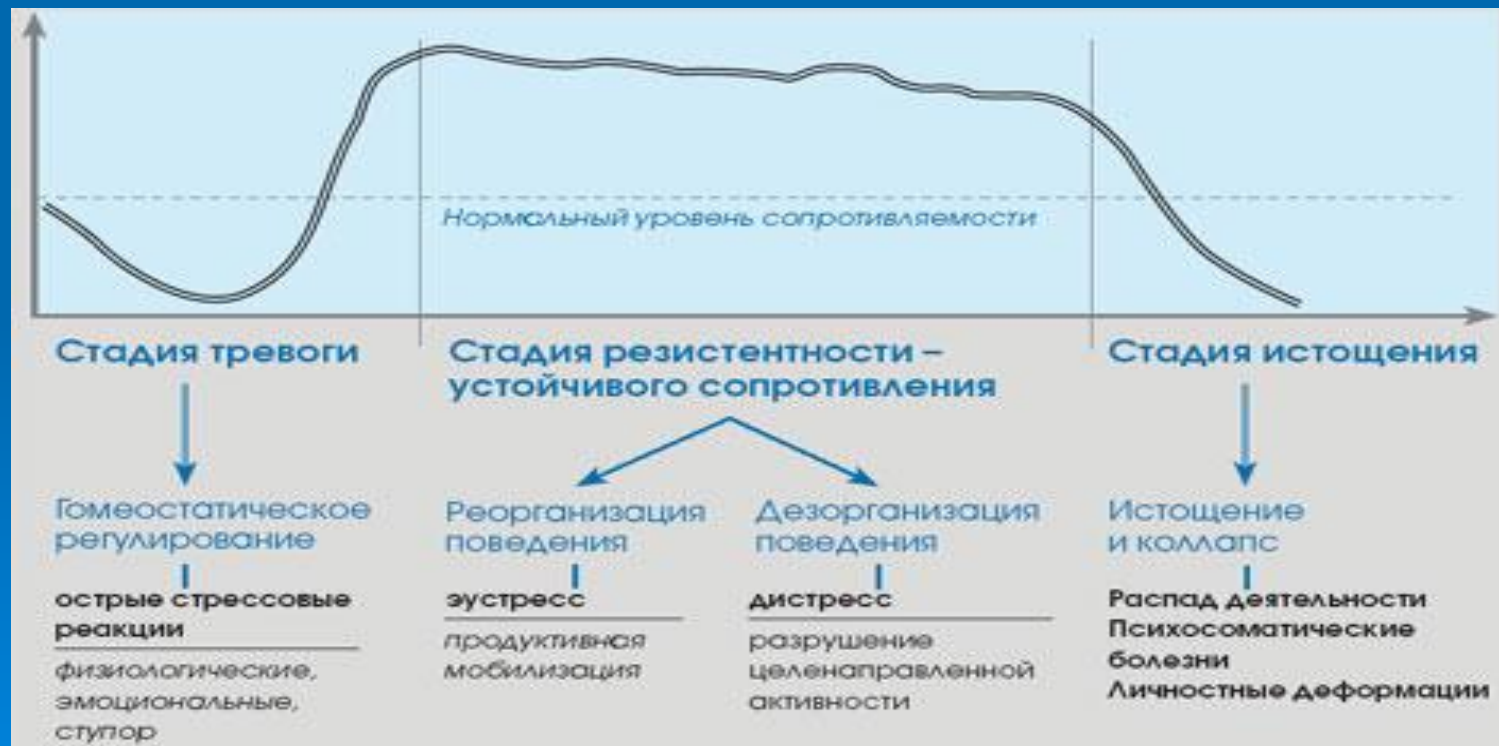 Нормальный уровень сопротивляемости
Стадия тревоги
Стадия резистентности –
устойчивого сопротивления
Стадия истощения
Гомеостатическое
регулирование
Реорганизация
поведения
Дезорганизация
поведения
Истощение
и коллапс
острые стрессовые
реакции
физиологические,
эмоциональные,
ступор
эустресс
продуктивная
мобилизация
дистресс
разрушение
целенаправленной
активности
Распад деятельности
Психосоматические
болезни
Личностные деформации